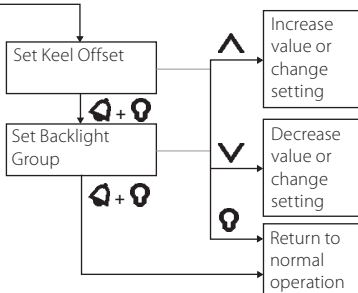 Set Keel Offset
+
Set Backlight
Group
+
Increase
value or
change
setting
Decrease
value or
change
setting
Return to
normal
operation